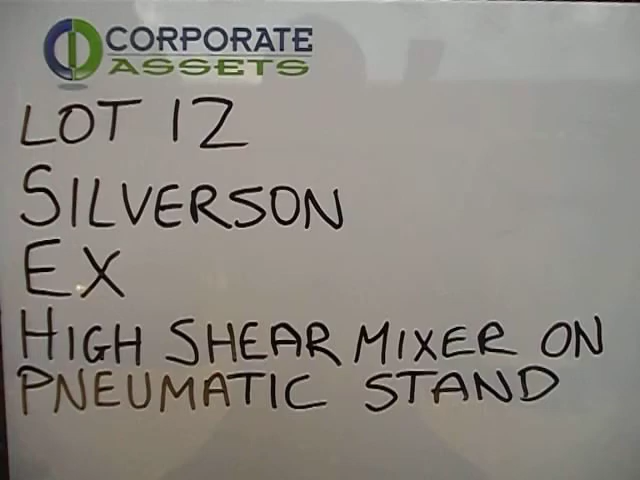 CORPORATE
ASSETS
LOT 12
SILVERSON
EX
HIGH SHEAR MIXER ON
PNEUMATIC STAND